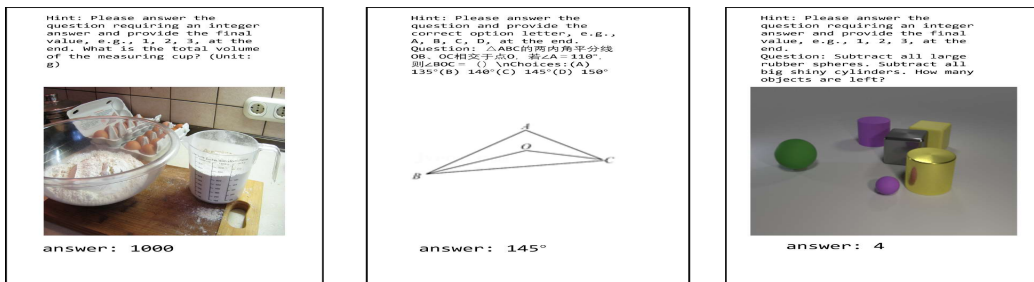 Hint: Please answer the
question requiring an integer
answer and provide the final
value, e.g., 1, 2, 3, at the
end. What is the total volume
of the measuring cup? (Unit:
g)
answer: 1000
Hint: Please answer the
question and provide the
correct option letter, e.g.,
A, B, C, D, at the end.
Question: △ABC的两内角平分线
OB、OC相交于点O, 若∠A=110°,
则∠BOC = () \nChoices:(A)
135°(B) 140°(C) 145°(D) 150°
A
O
B
C
answer: 145°
Hint: Please answer the
question requiring an integer
answer and provide the final
value, e.g., 1, 2, 3, at the
end.
Question: Subtract all large
rubber spheres. Subtract all
big shiny cylinders. How many
objects are left?
answer: 4